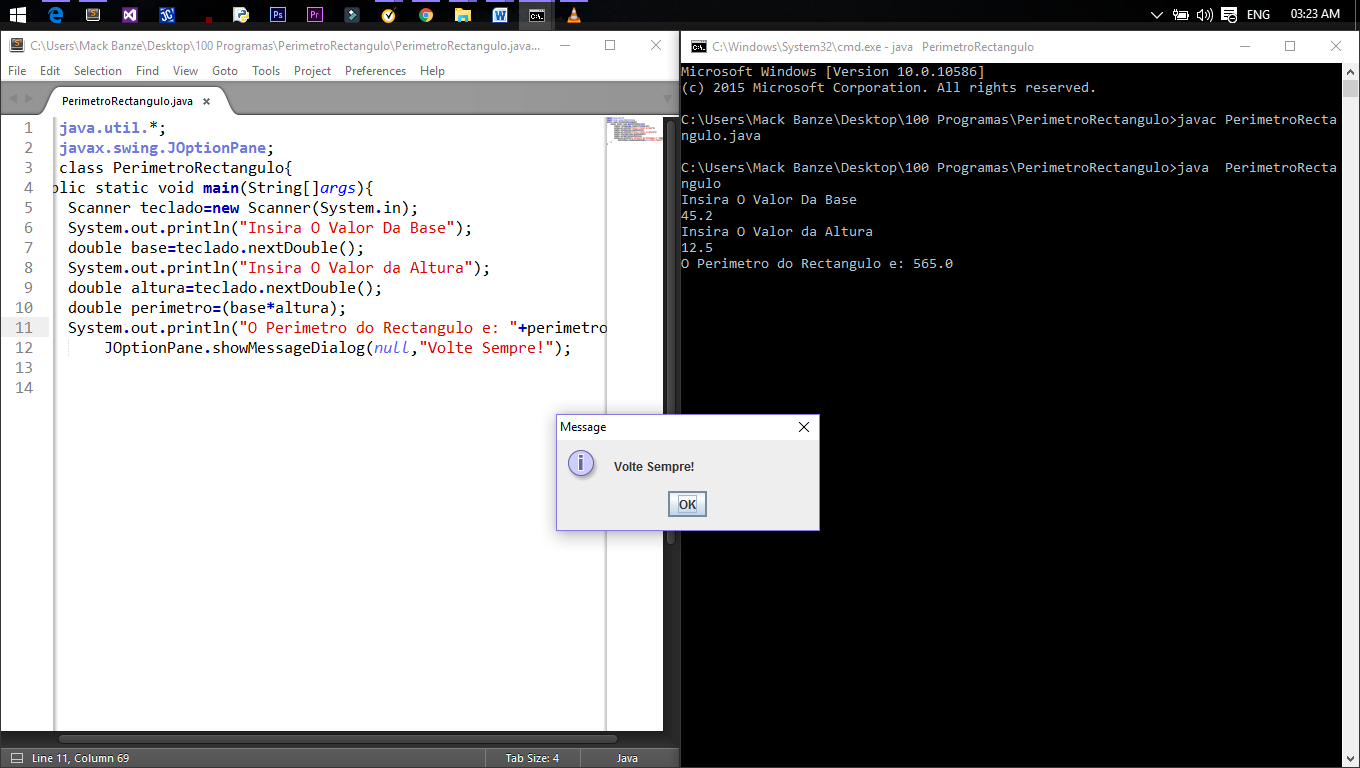 ENG 03:23 AM
C:\Users\Mack Banze\Desktop\100 Programas\PerimetroRectangulo\PerimetroRectangulo.java...
File Edit Selection Find View Goto Tools Project Preferences Help
PerimetroRectangulo.java
1 java.util.*;
2 javax.swing.JOptionPane;
3 class PerimetroRectangulo{
4 blic static void main(String[]args){
5 Scanner teclado=new Scanner(System.in);
6 System.out.println("Insira O Valor Da Base");
7 double base=teclado.nextDouble();
8 System.out.println("Insira O Valor da Altura");
9 double altura=teclado.nextDouble();
10 double perimetro=(base*altura);
11 System.out.println("O Perimetro do Rectangulo e: "+perimetro
12 JOptionPane.showMessageDialog(null,"Volte Sempre!");
13
14
Line 11, Column 69 Tab Size: 4 Java
C:\Windows\System32\cmd.exe - java PerimetroRectangulo
Microsoft Windows [Version 10.0.10586]
(c) 2015 Microsoft Corporation. All rights reserved.
C:\Users\Mack Banze\Desktop\100 Programas\PerimetroRectangulo>javac PerimetroRecta
ngulo.java
C:\Users\Mack Banze\Desktop\100 Programas\PerimetroRectangulo>java  PerimetroRecta
ngulo
Insira O Valor Da Base
45.2
Insira O Valor da Altura
12.5
O Perimetro do Rectangulo e: 565.0
Message
Volte Sempre!
OK